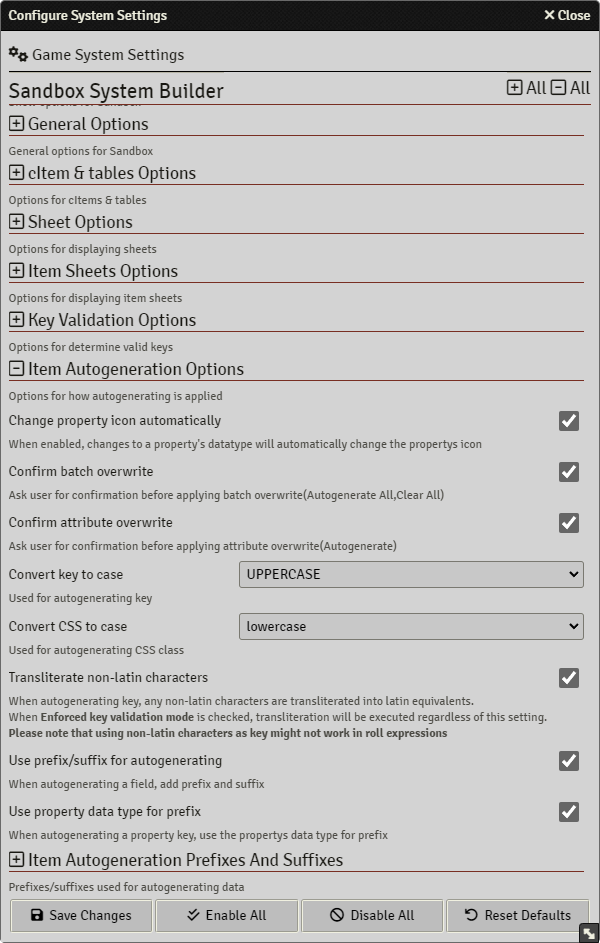 Configure System Settings
Close
Game System Settings
Sandbox System Builder
All All
Show options for Sandbox
General Options
General options for Sandbox
cItem & tables Options
Options for cItems & tables
Sheet Options
Options for displaying sheets
Item Sheets Options
Options for displaying item sheets
Key Validation Options
Options for determine valid keys
Item Autogeneration Options
Options for how autogenerating is applied
Change property icon automatically
When enabled, changes to a property's datatype will automatically change the propertys icon
Confirm batch overwrite
Ask user for confirmation before applying batch overwrite(Autogenerate All,Clear All)
Confirm attribute overwrite
Ask user for confirmation before applying attribute overwrite(Autogenerate)
Convert key to case UPPERCASE
Used for autogenerating key
Convert CSS to case lowercase
Used for autogenerating CSS class
Transliterate non-latin characters
When autogenerating key, any non-latin characters are transliterated into latin equivalents.
When Enforced key validation mode is checked, transliteration will be executed regardless of this setting.
Please note that using non-latin characters as key might not work in roll expressions
Use prefix/suffix for autogenerating
When autogenerating a field, add prefix and suffix
Use property data type for prefix
When autogenerating a property key, use the propertys data type for prefix
Item Autogeneration Prefixes And Suffixes
Prefixes/suffixes used for autogenerating data
Save Changes Enable All Disable All Reset Defaults